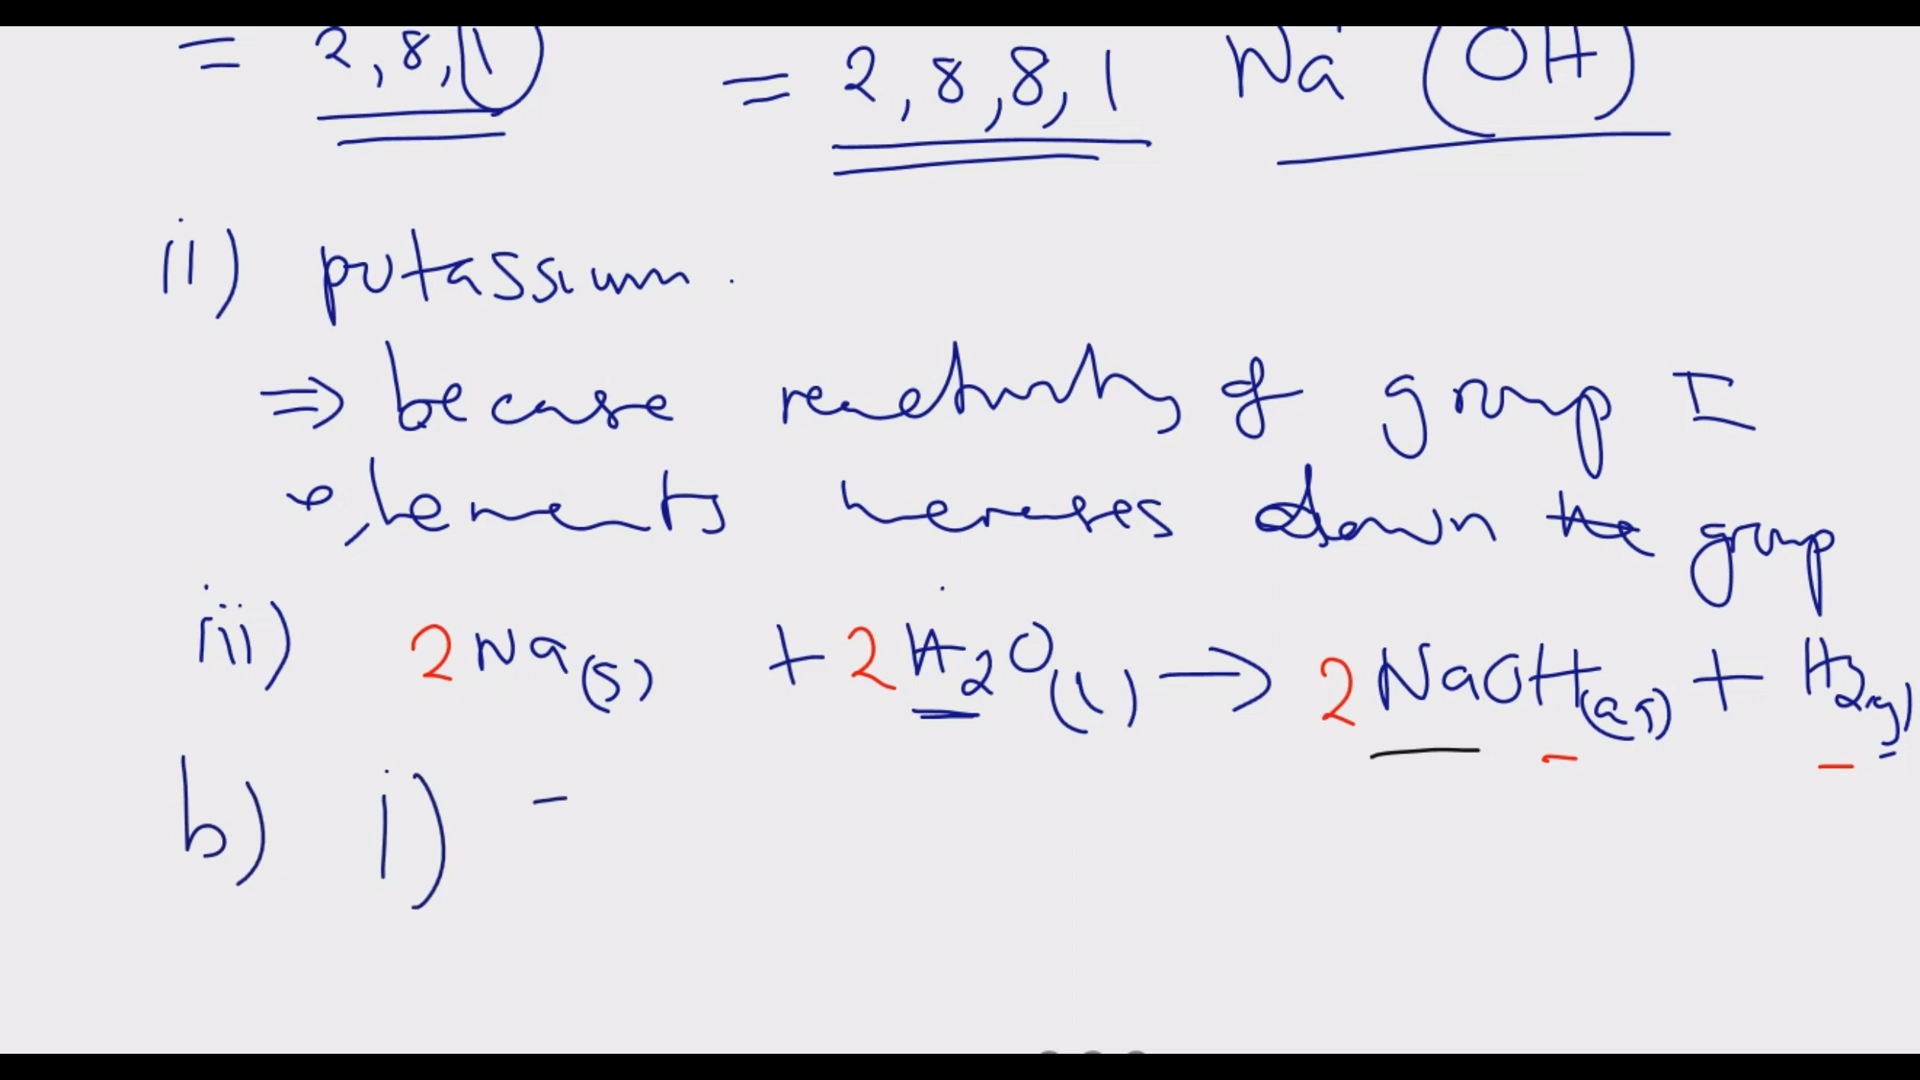 = 2,8,1 = 2,8,8,1 Na⁺ (OH)
ii) potassium.
⇒ because reactivity of group I
elements increases down the group
iii) 2Na(s) + 2H₂O(l) → 2NaOH(aq) + H₂(g)
b) i) –